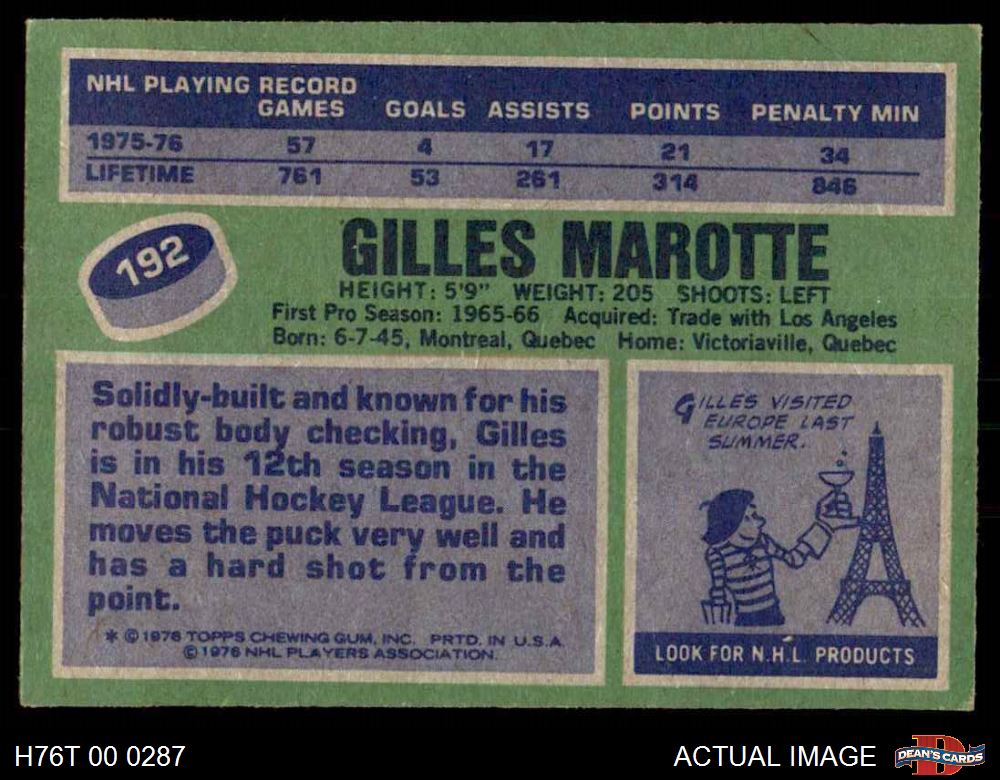 NHL PLAYING RECORD
GAMES GOALS ASSISTS POINTS PENALTY MIN
1975-76 57 4 17 21 34
LIFETIME 761 53 261 314 846
192
GILLES MAROTTE
HEIGHT: 5'9" WEIGHT: 205 SHOOTS: LEFT
First Pro Season: 1965-66 Acquired: Trade with Los Angeles
Born: 6-7-45, Montreal, Quebec Home: Victoriaville, Quebec
Solidly-built and known for his
robust body checking, Gilles
is in his 12th season in the
National Hockey League. He
moves the puck very well and
has a hard shot from the
point.
* © 1976 TOPPS CHEWING GUM, INC. PRTD. IN U.S.A.
© 1976 NHL PLAYERS ASSOCIATION.
GILLES VISITED
EUROPE LAST
SUMMER.
LOOK FOR N.H.L. PRODUCTS
H76T 00 0287
ACTUAL IMAGE
D
DEAN'S CARDS